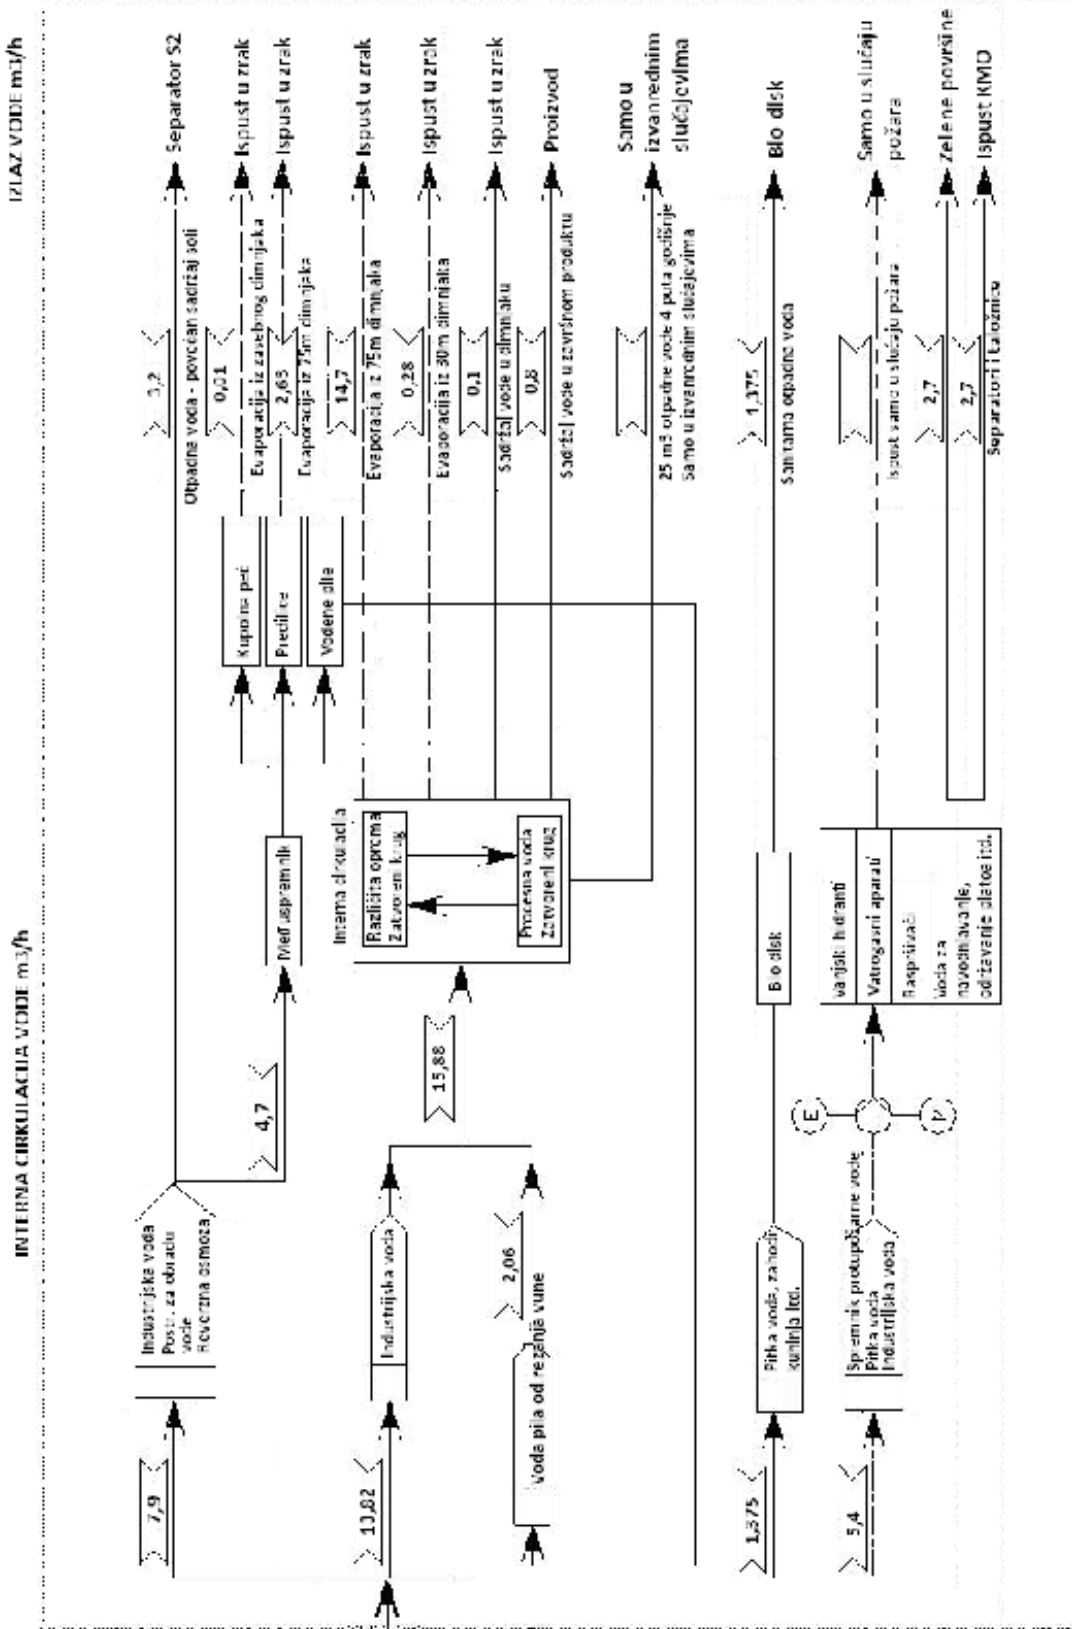 IZLAZ VODE m3/h
INTERNA CIRKULACIJA VODE m3/h
Separator S2
Ispust u zrak
Ispust u zrak
Ispust u zrak
Ispust u zrak
Ispust u zrak
Proizvod
Samo u
izvanrednim
slučajevima
Bio disk
Samo u slučaju
požara
Zelene površine
Ispust KMO
3,2
Otpadna voda - povećan sadržaj soli
0,01
Evaporacija iz zasebnog dimnjaka
2,63
Evaporacija iz 75m dimnjaka
14,7
Evaporacija iz 75m dimnjaka
0,28
Evaporacija iz 30m dimnjaka
0,1
Sadržaj vode u dimnjaku
0,8
Sadržaj vode u završnom produktu
25 m3 otpadne vode 4 puta godišnje
Samo u izvanrednim slučajevima
1,375
Sanitarna otpadna voda
Ispust samo u slučaju požara
2,7
2,7
Separatori i taložnice
Kupolna peć
Predilice
Vodene plite
Međuspremnik
Interna cirkulacija
Različita oprema
Zatvoreni krug
Procesna voda
Zatvoreni krug
Bio disk
Vanjski hidranti
Vatrogasni aparati
Raspršivači
Voda za
navodnjavanje,
održavanje platoa itd.
4,7
15,88
E
Industrijska voda
Postr. za obradu
vode
Reverzna osmoza
Industrijska voda
2,06
Voda pila od rezanja vune
Pitka voda, zahodi
kuhinja itd.
Spremnik protupožarne vode
Pitka voda
Industrijska voda
7,9
13,82
1,375
5,4